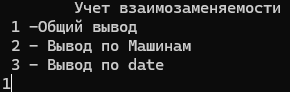 Учет взаимозаменяемости
1 -Общий вывод
2 - Вывод по Машинам
3 - Вывод по date
1